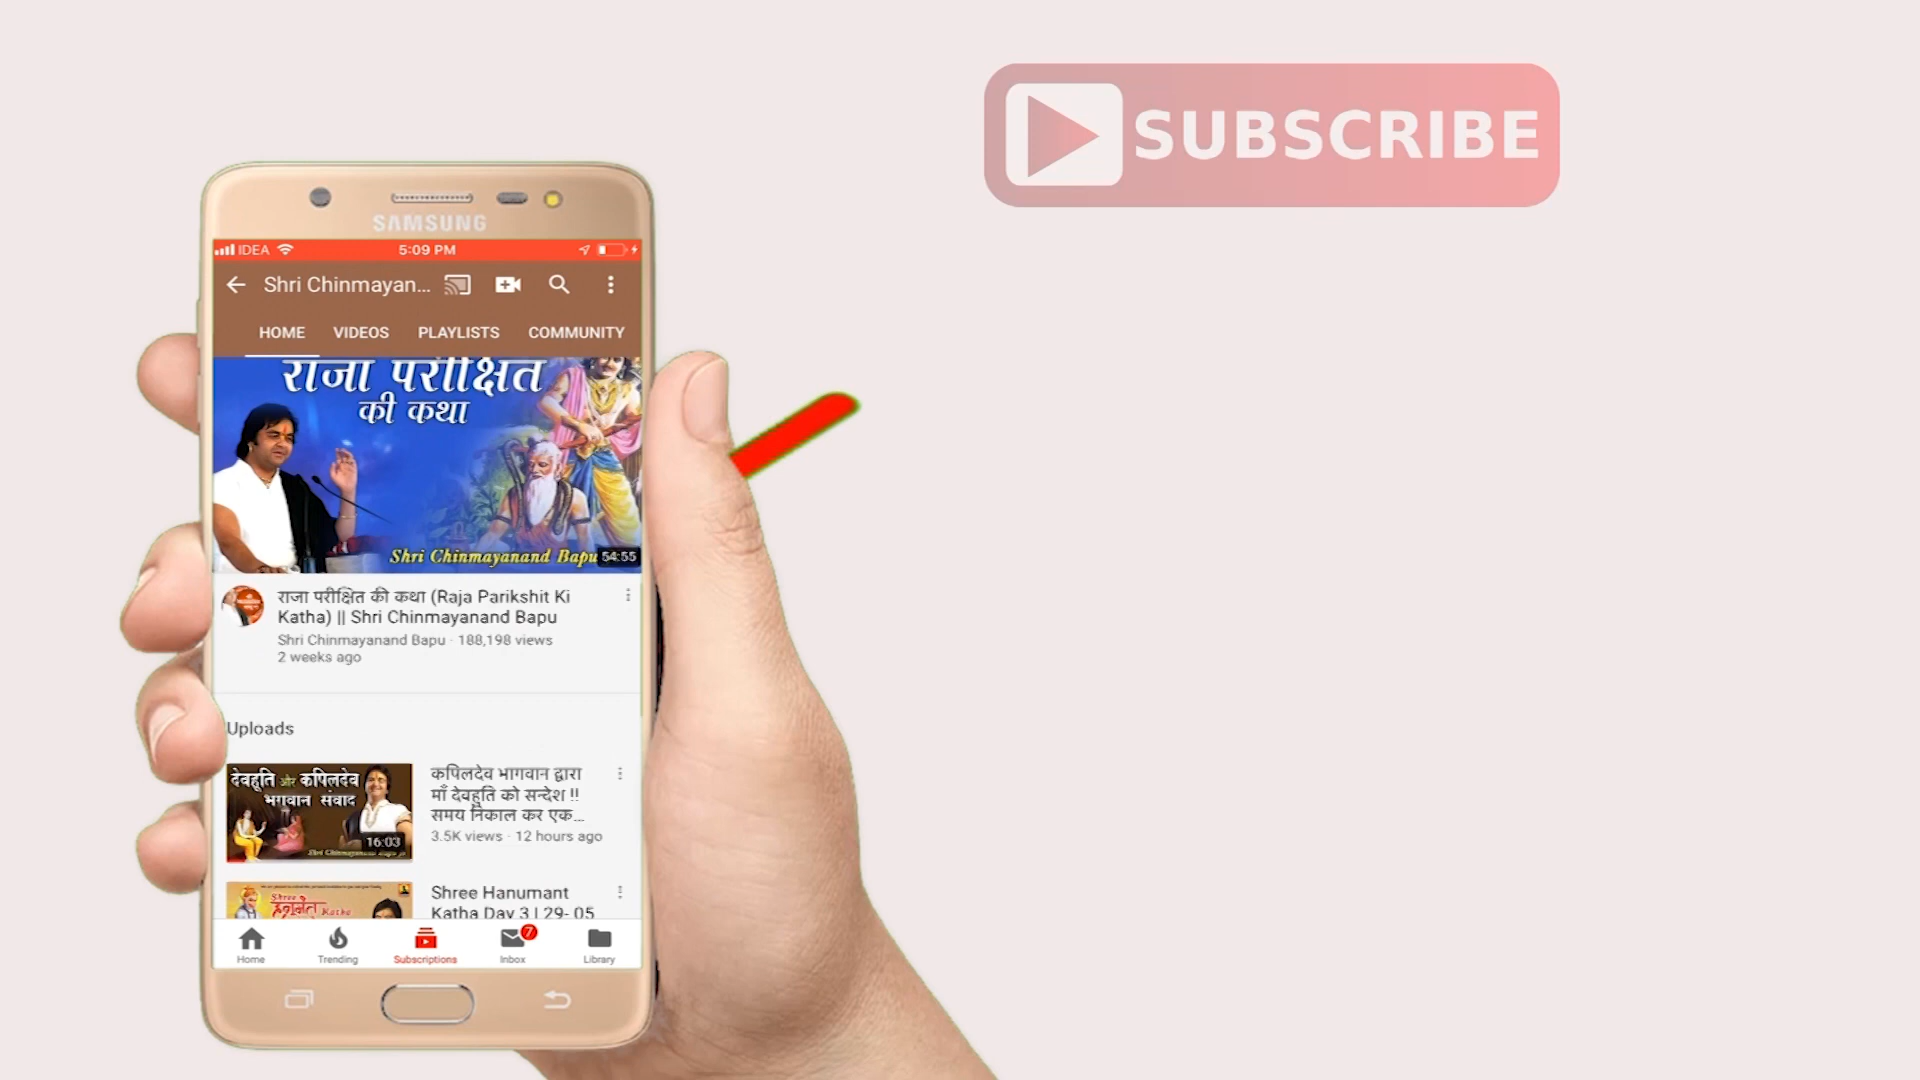 SUBSCRIBE
SAMSUNG
IDEA 5:09 PM
Shri Chinmayan...
HOME VIDEOS PLAYLISTS COMMUNITY
राजा परीक्षित
की कथा
Shri Chinmayanand Bapu 54:55
राजा परीक्षित की कथा (Raja Parikshit Ki
Katha) || Shri Chinmayanand Bapu
Shri Chinmayanand Bapu · 188,198 views
2 weeks ago
Uploads
देवहूति और कपिलदेव
भगवान संवाद
16:03
कपिलदेव भागवान द्वारा
माँ देवहुति को सन्देश !!
समय निकाल कर एक...
3.5K views · 12 hours ago
Shree
Katha
Shree Hanumant
Katha Day 3 | 29- 05
7
Home Trending Subscriptions Inbox Library